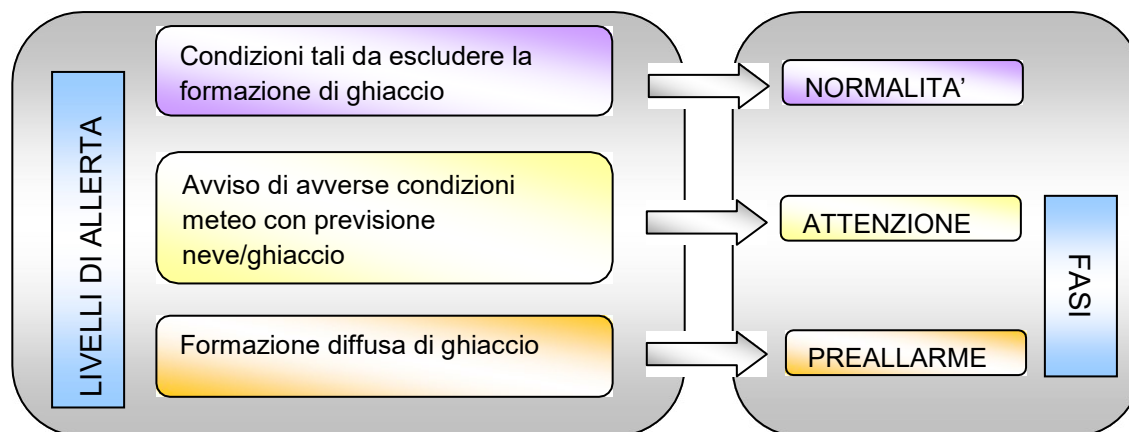 LIVELLI DI ALLERTA
Condizioni tali da escludere la
formazione di ghiaccio
NORMALITA’
Avviso di avverse condizioni
meteo con previsione
neve/ghiaccio
ATTENZIONE
Formazione diffusa di ghiaccio
PREALLARME
FASI